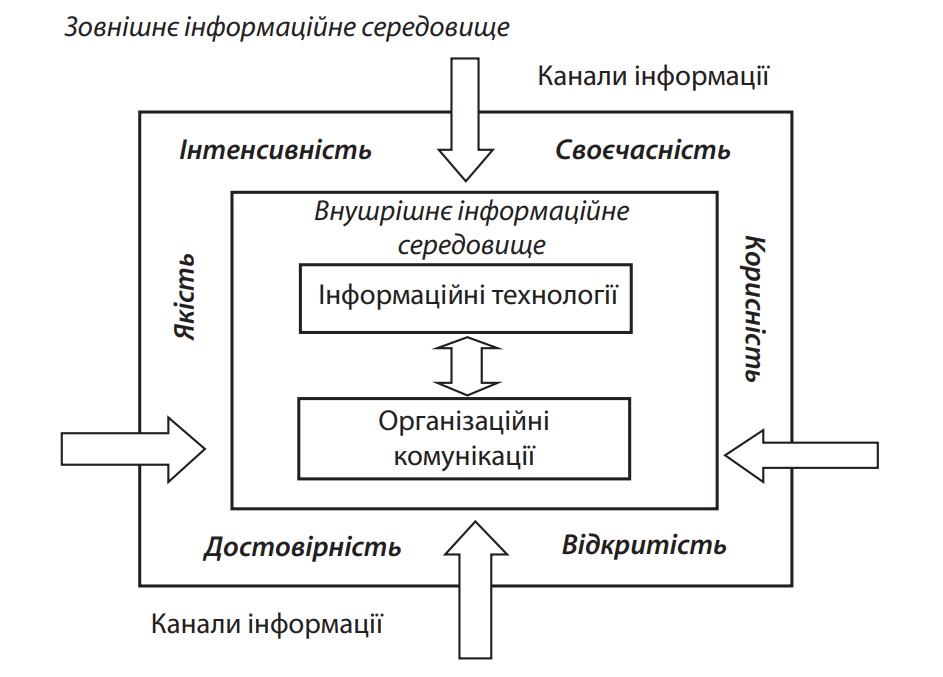 Зовнішнє інформаційне середовище
Канали інформації
Інтенсивність
Своєчасність
Внушрішнє інформаційне
середовище
Якість
Корисність
Інформаційні технології
Організаційні
комунікації
Достовірність
Відкритість
Канали інформації